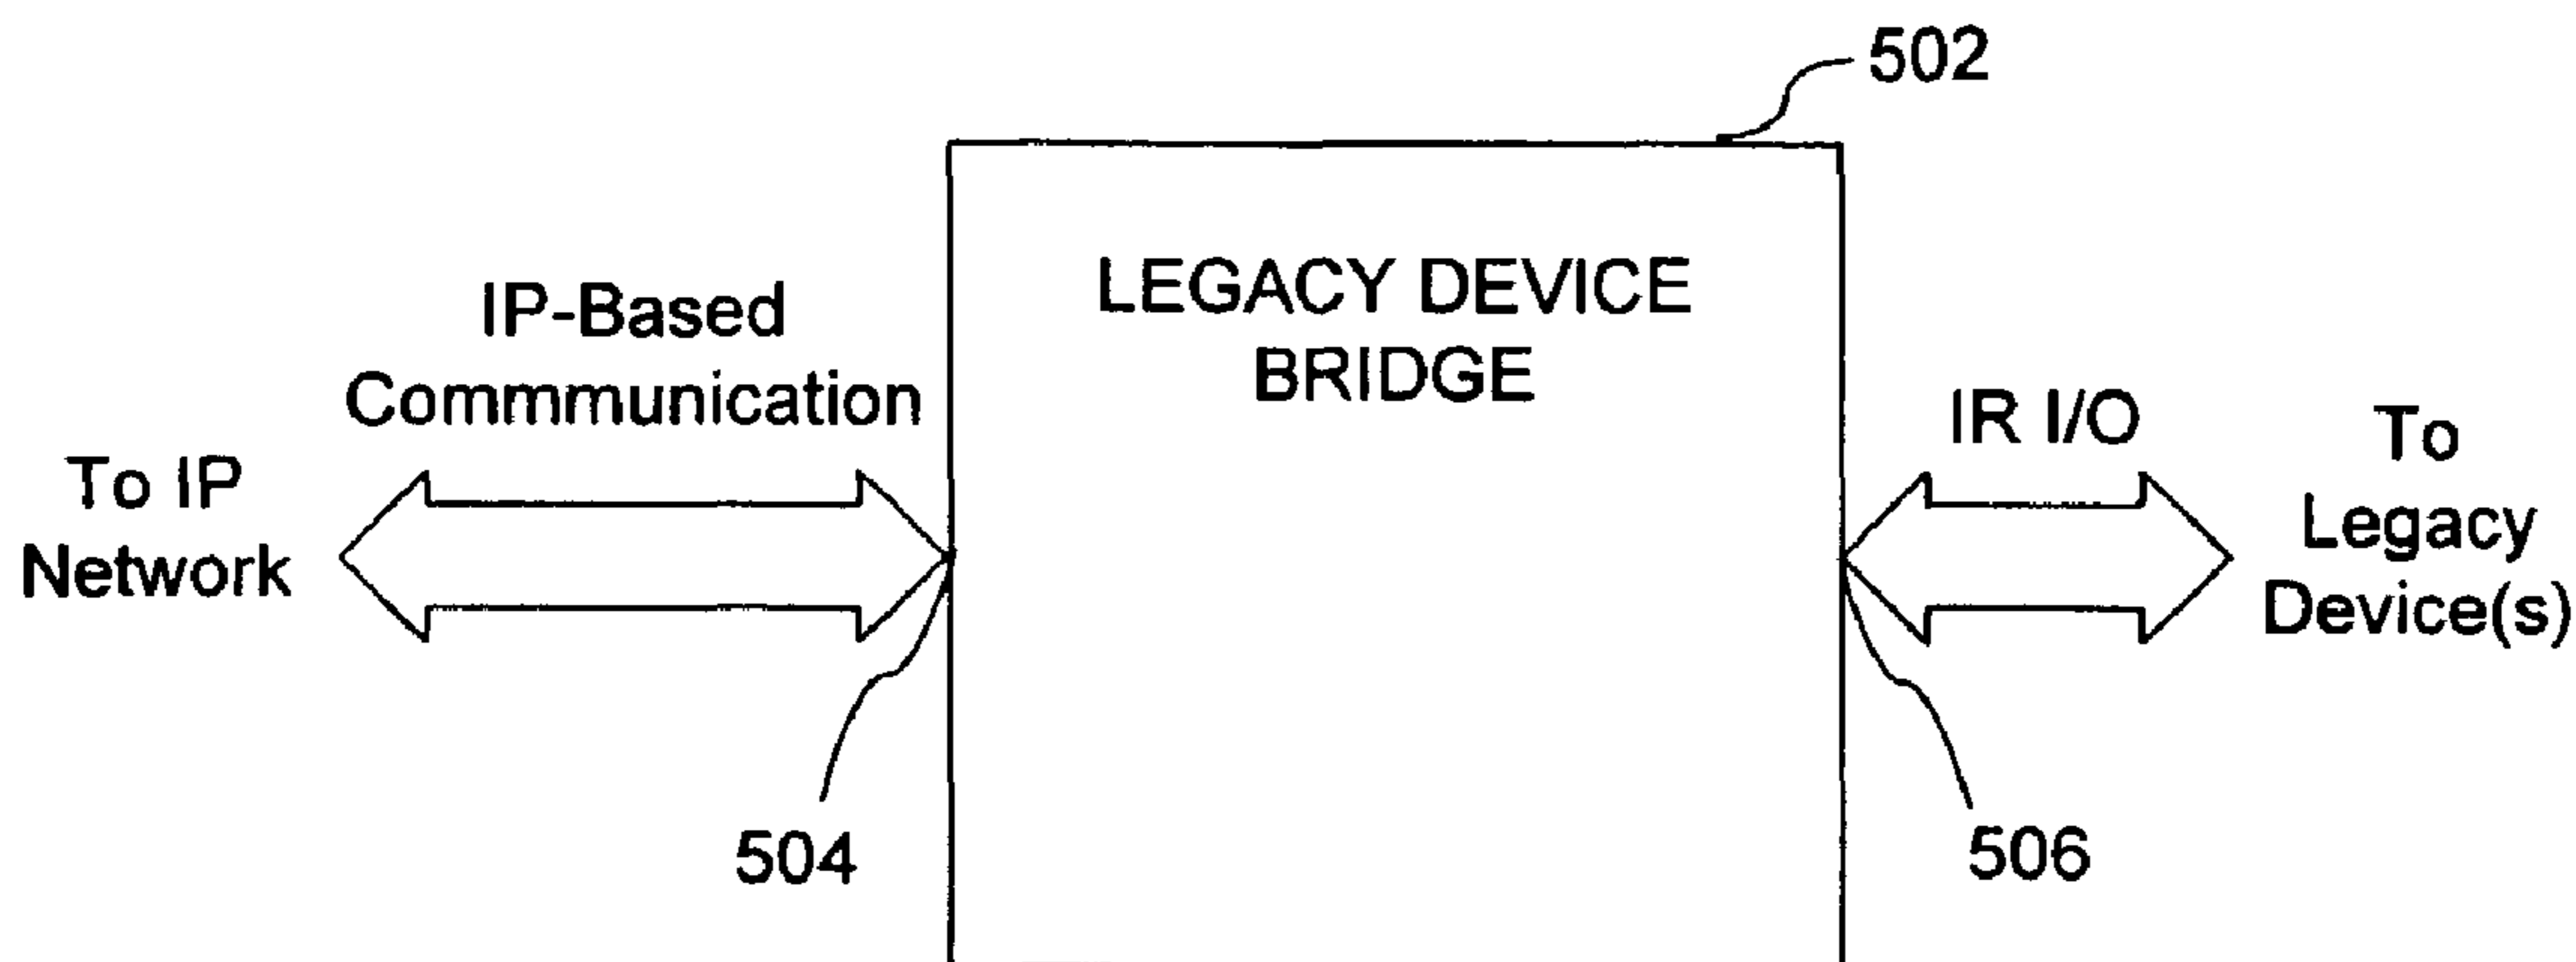 502
LEGACY DEVICE
BRIDGE
IP-Based
Commmunication
To IP
Network
IR I/O
To
Legacy
Device(s)
504
506